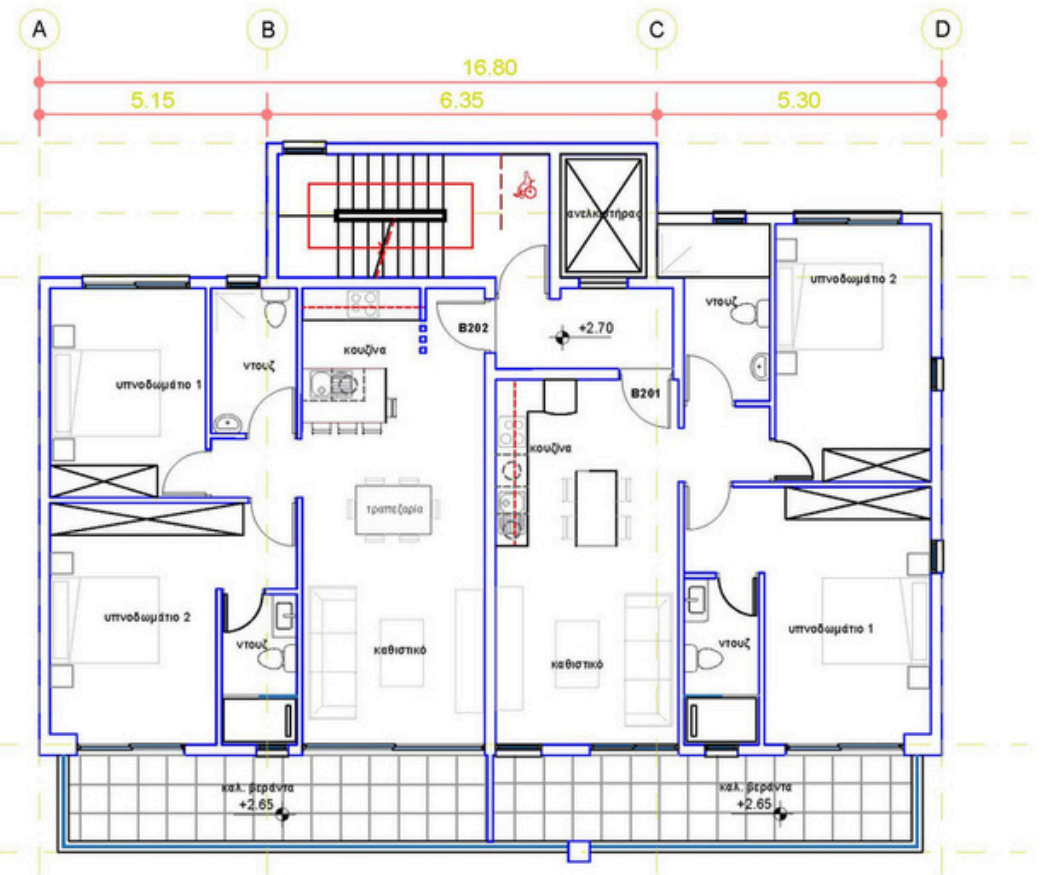 A B C D
16.80
5.15 6.35 5.30
ανελκυστήρας
υπνοδωμάτιο 2
ντουζ
+2.70
B202
κουζίνα
ντουζ
υπνοδωμάτιο 1
B201
κουζίνα
τραπεζαρία
υπνοδωμάτιο 2
υπνοδωμάτιο 1
ντουζ
ντουζ
καθιστικό
καθιστικό
καλ. βεράντα
+2.65
καλ. βεράντα
+2.65